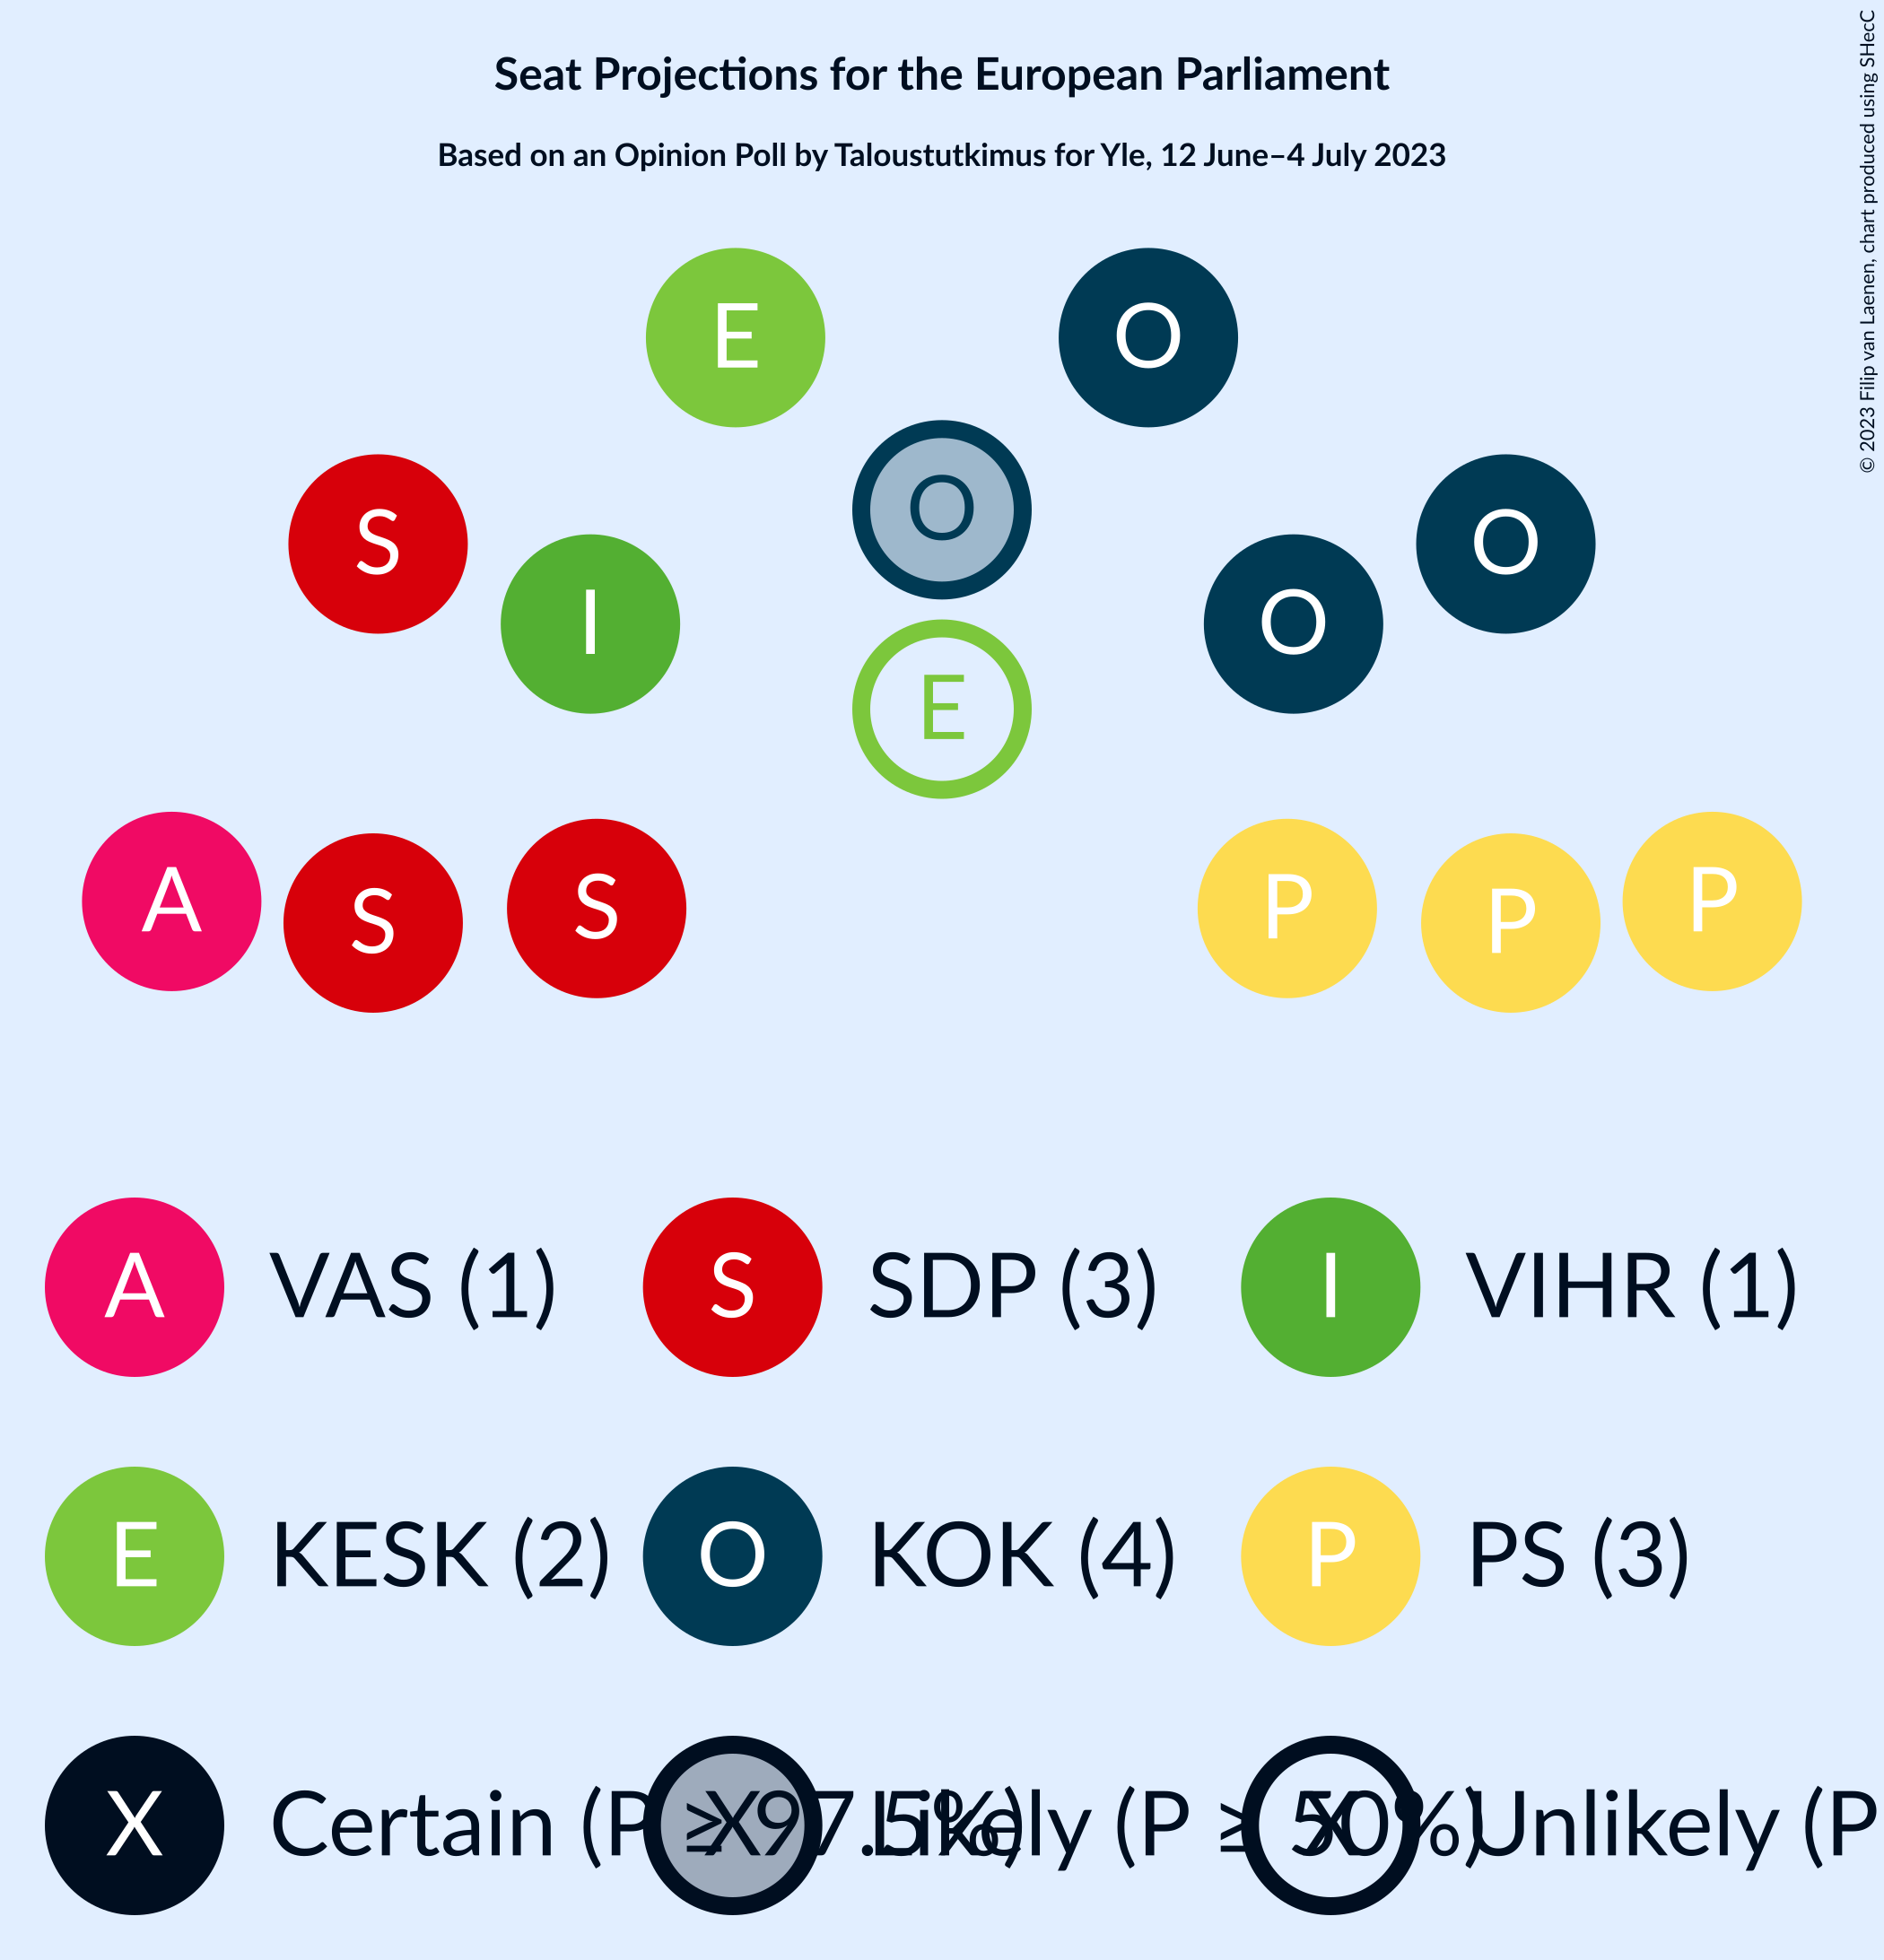 Seat Projections for the European Parliament
Based on an Opinion Poll by Taloustutkimus for Yle, 12 June–4 July 2023
© 2023 Filip van Laenen, chart produced using SHecC
E O
S O O
I E O
A S S P P P
A VAS (1) S SDP (3) I VIHR (1)
E KESK (2) O KOK (4) P PS (3)
X Certain (P ≥ 97.5%) X Likely (P ≥ 50%) X Unlikely (P